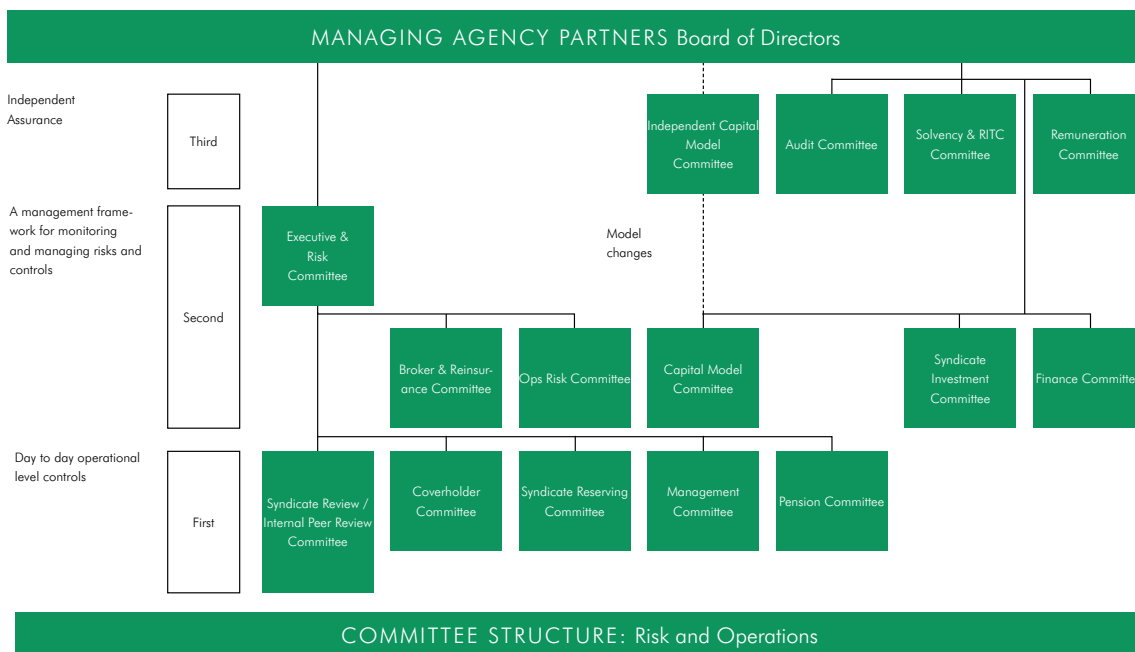 MANAGING AGENCY PARTNERS Board of Directors
Independent
Assurance
Third
Independent Capital
Model
Committee
Audit Committee
Solvency & RITC
Committee
Remuneration
Committee
A management frame-
work for monitoring
and managing risks and
controls
Second
Executive &
Risk
Committee
Model
changes
Broker & Reinsur-
ance Committee
Ops Risk Committee
Capital Model
Committee
Syndicate
Investment
Committee
Finance Committe
Day to day operational
level controls
First
Syndicate Review /
Internal Peer Review
Committee
Coverholder
Committee
Syndicate Reserving
Committee
Management
Committee
Pension Committee
COMMITTEE STRUCTURE: Risk and Operations